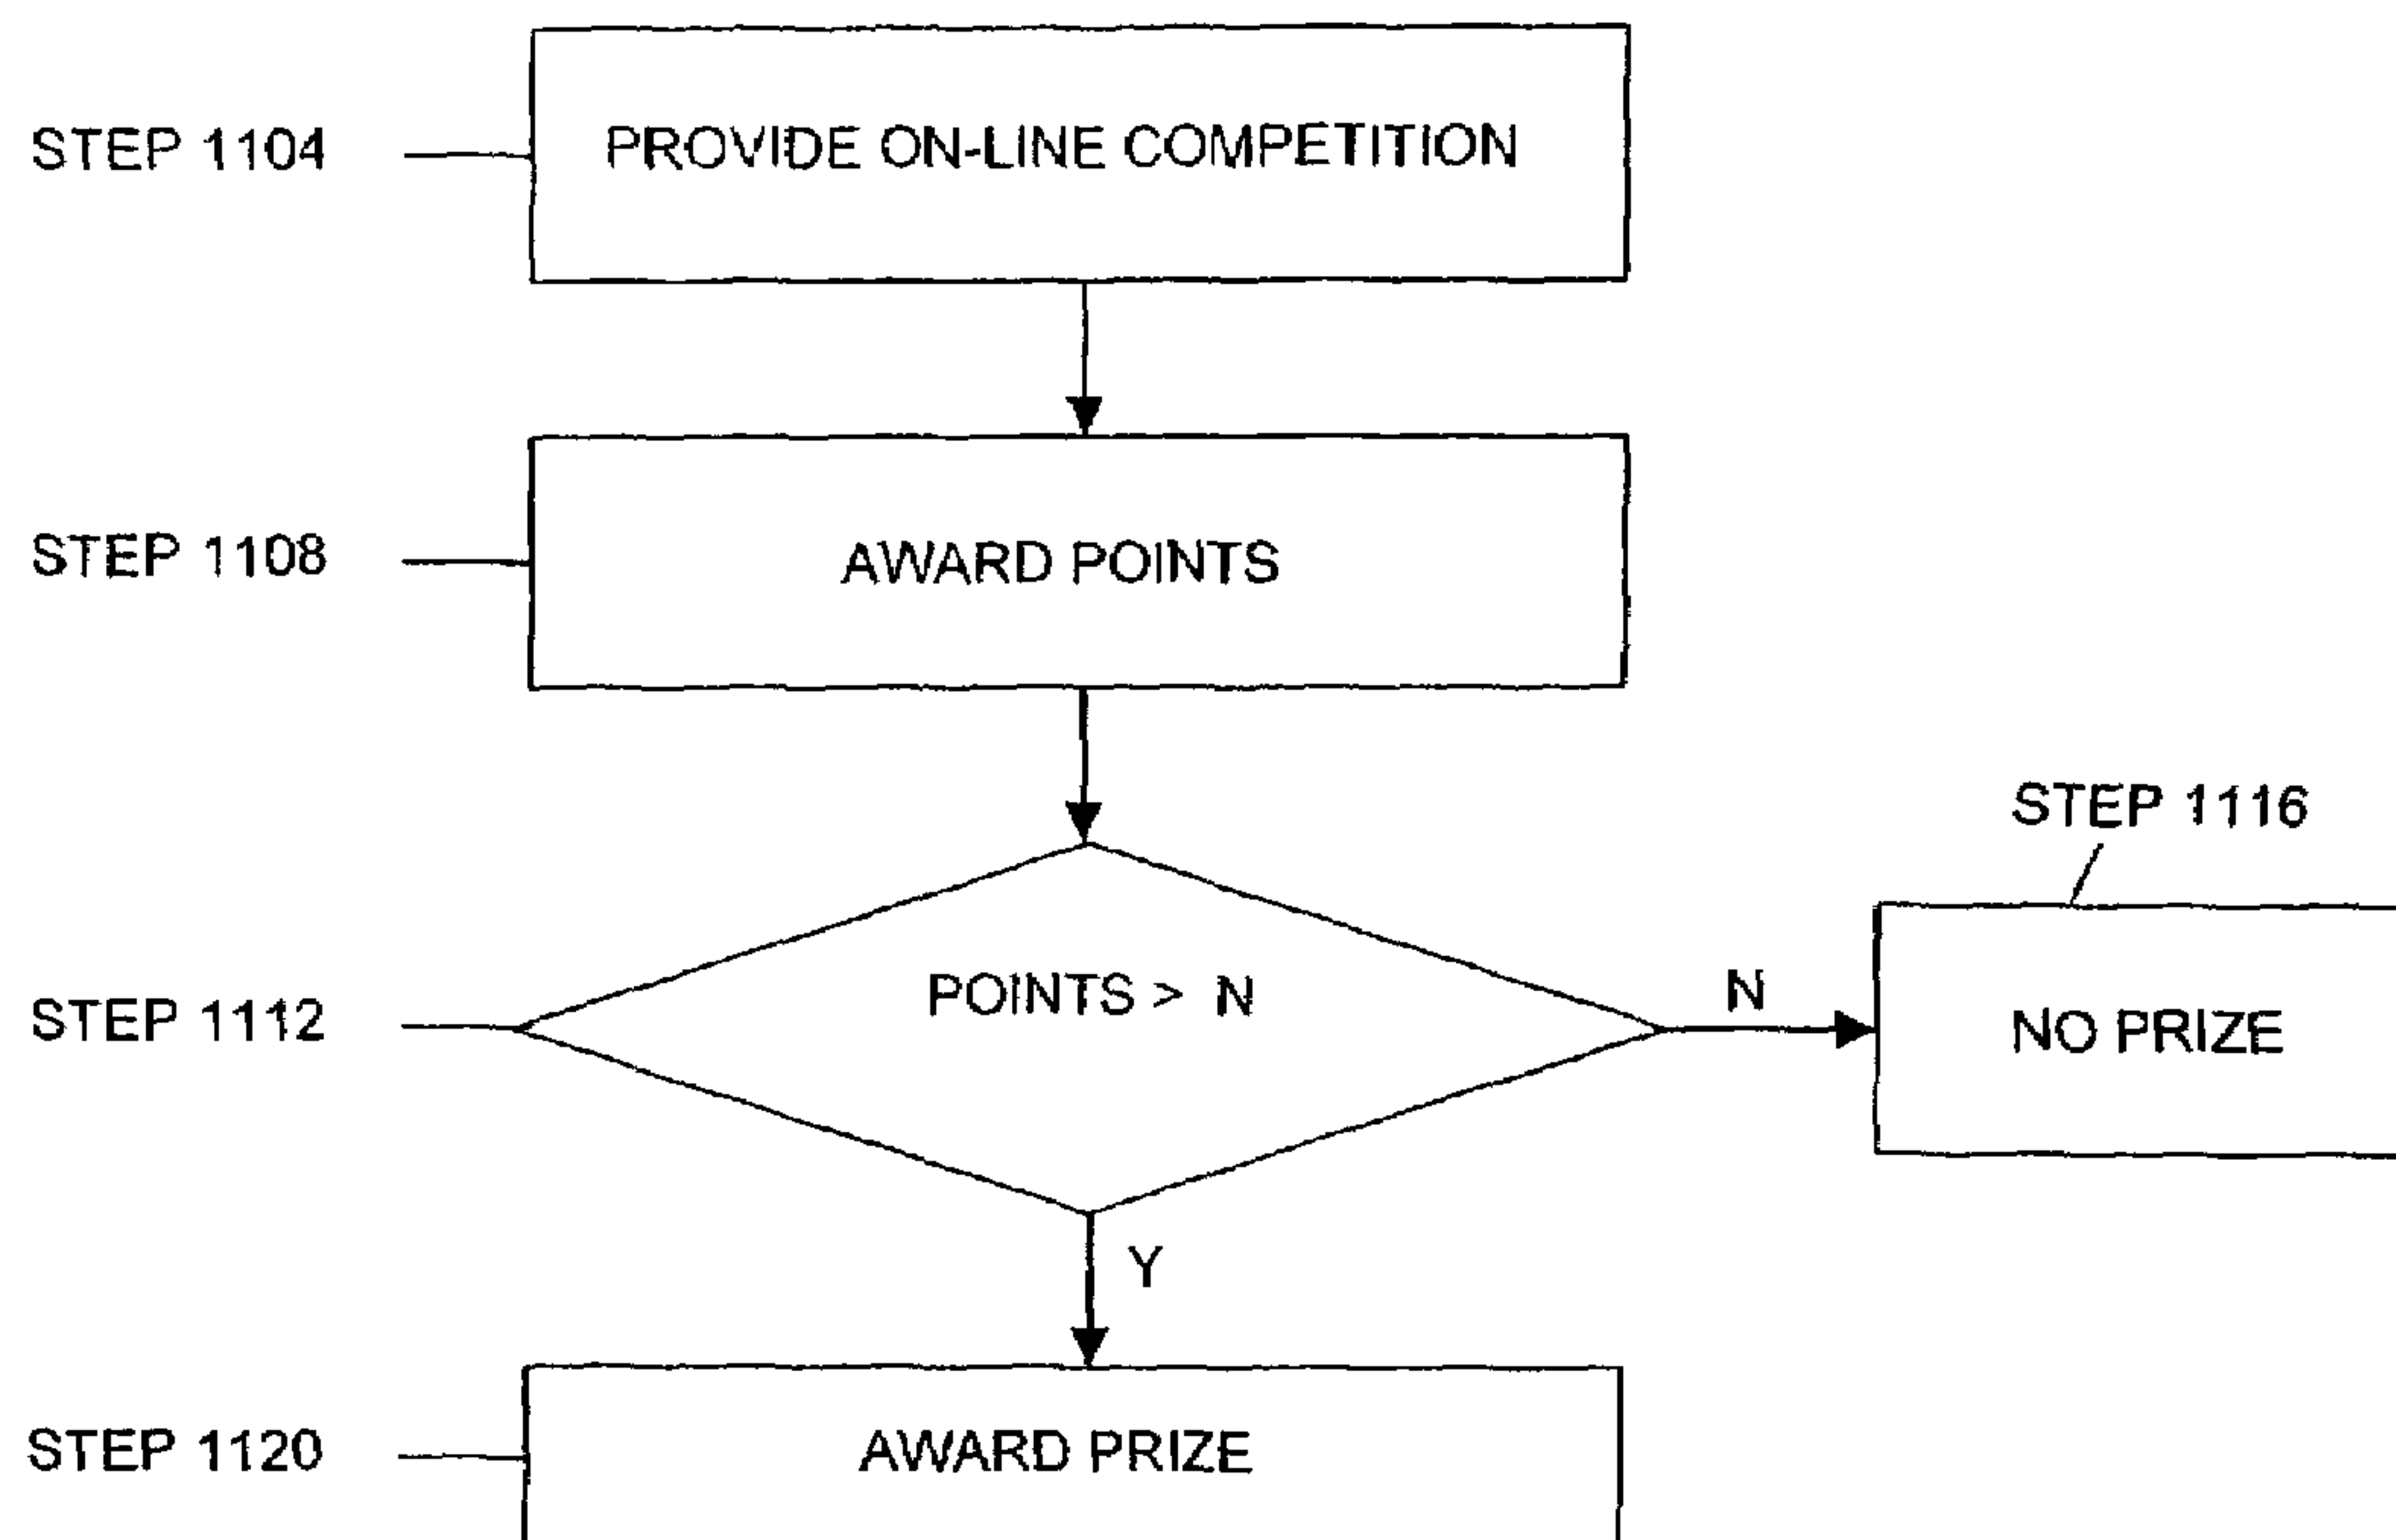 STEP 1104
PROVIDE ON-LINE COMPETITION
STEP 1108
AWARD POINTS
STEP 1116
STEP 1112
POINTS > N
N
NO PRIZE
Y
STEP 1120
AWARD PRIZE